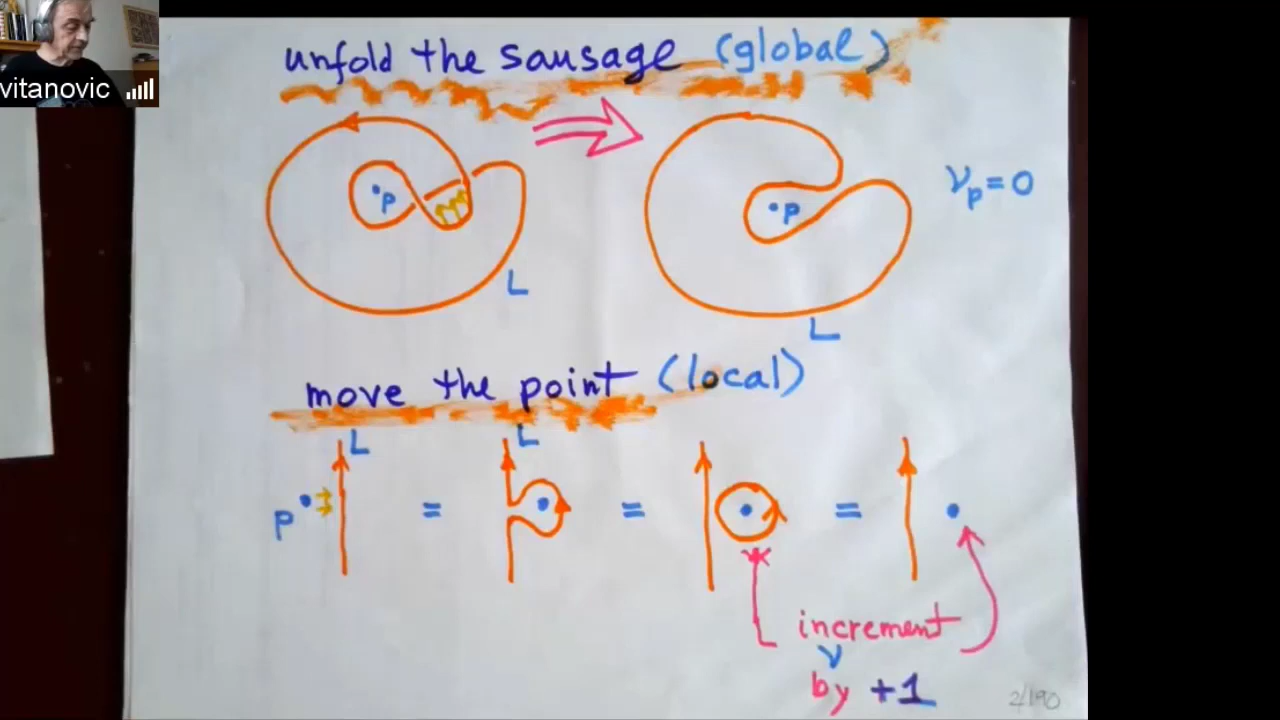 unfold the sausage (global)
vitanovic
p
L
p
L
νp=0
move the point (local)
L
L
p
=
=
=
increment
ν
by +1
2/190